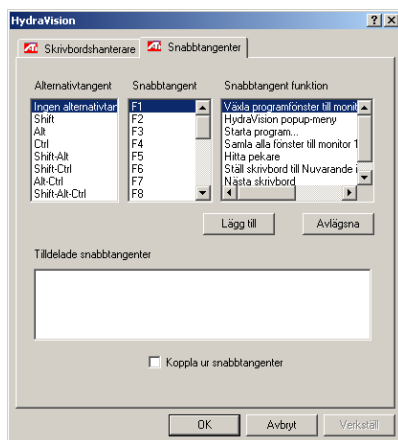 HydraVision
Skrivbordshanterare
Snabbtangenter
Alternativtangent
Snabbtangent
Snabbtangent funktion
Ingen alternativtan
Shift
Alt
Ctrl
Shift-Alt
Shift-Ctrl
Alt-Ctrl
Shift-Alt-Ctrl
F1
F2
F3
F4
F5
F6
F7
F8
Växla programfönster till monit
HydraVision popup-meny
Starta program...
Samla alla fönster till monitor 1
Hitta pekare
Ställ skrivbord till Nuvarande i
Nästa skrivbord
Lägg till
Avlägsna
Tilldelade snabbtangenter
Koppla ur snabbtangenter
OK
Avbryt
Verkställ